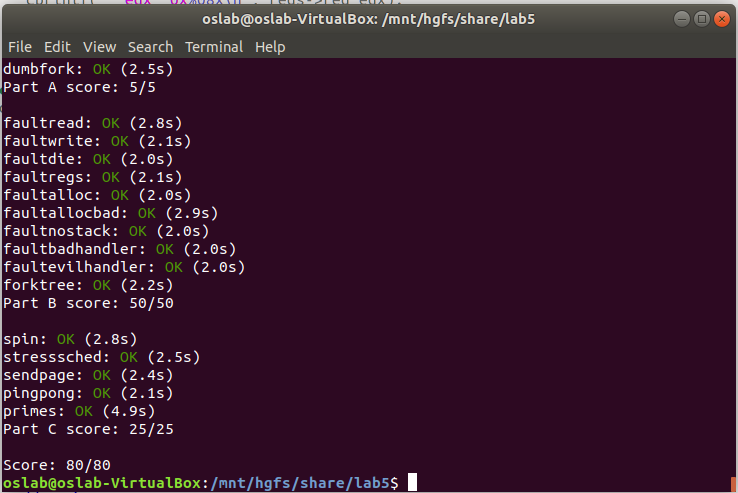 oslab@oslab-VirtualBox: /mnt/hgfs/share/lab5
File Edit View Search Terminal Help
dumbfork: OK (2.5s)
Part A score: 5/5
faultread: OK (2.8s)
faultwrite: OK (2.1s)
faultdie: OK (2.0s)
faultregs: OK (2.1s)
faultalloc: OK (2.0s)
faultallocbad: OK (2.9s)
faultnostack: OK (2.0s)
faultbadhandler: OK (2.0s)
faultevilhandler: OK (2.0s)
forktree: OK (2.2s)
Part B score: 50/50
spin: OK (2.8s)
stresssched: OK (2.5s)
sendpage: OK (2.4s)
pingpong: OK (2.1s)
primes: OK (4.9s)
Part C score: 25/25
Score: 80/80
oslab@oslab-VirtualBox:/mnt/hgfs/share/lab5$